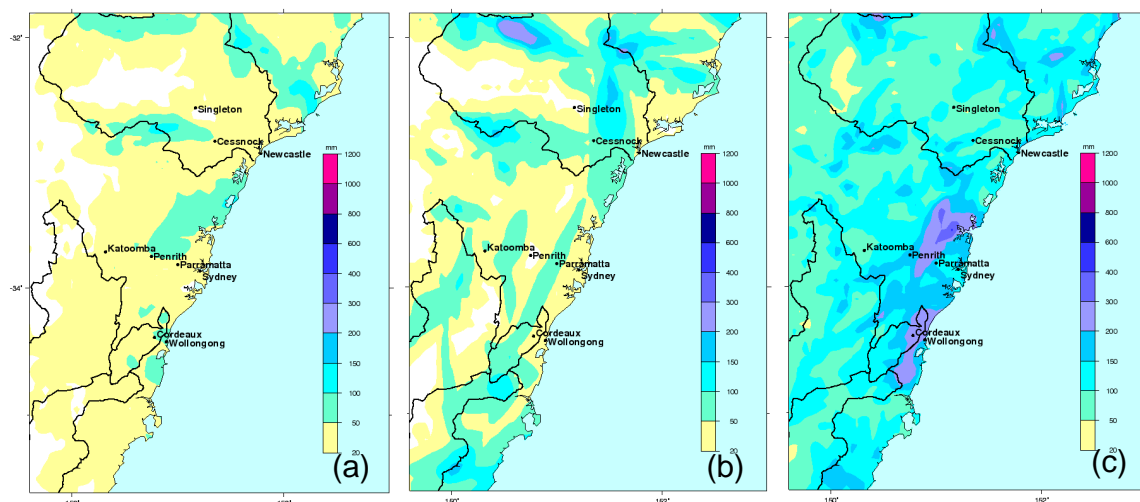 -32°
Singleton
Cessnock
Newcastle
Katoomba
Penrith
Parramatta
Sydney
-34°
Cordeaux
Wollongong
mm
1200
1000
800
600
400
300
200
150
100
50
20
(a)
Singleton
Cessnock
Newcastle
Katoomba
Penrith
Parramatta
Sydney
Cordeaux
Wollongong
mm
1200
1000
800
600
400
300
200
150
100
50
20
(b)
150°
152°
Singleton
Cessnock
Newcastle
Katoomba
Penrith
Parramatta
Sydney
Cordeaux
Wollongong
mm
1200
1000
800
600
400
300
200
150
100
50
20
(c)
150°
152°